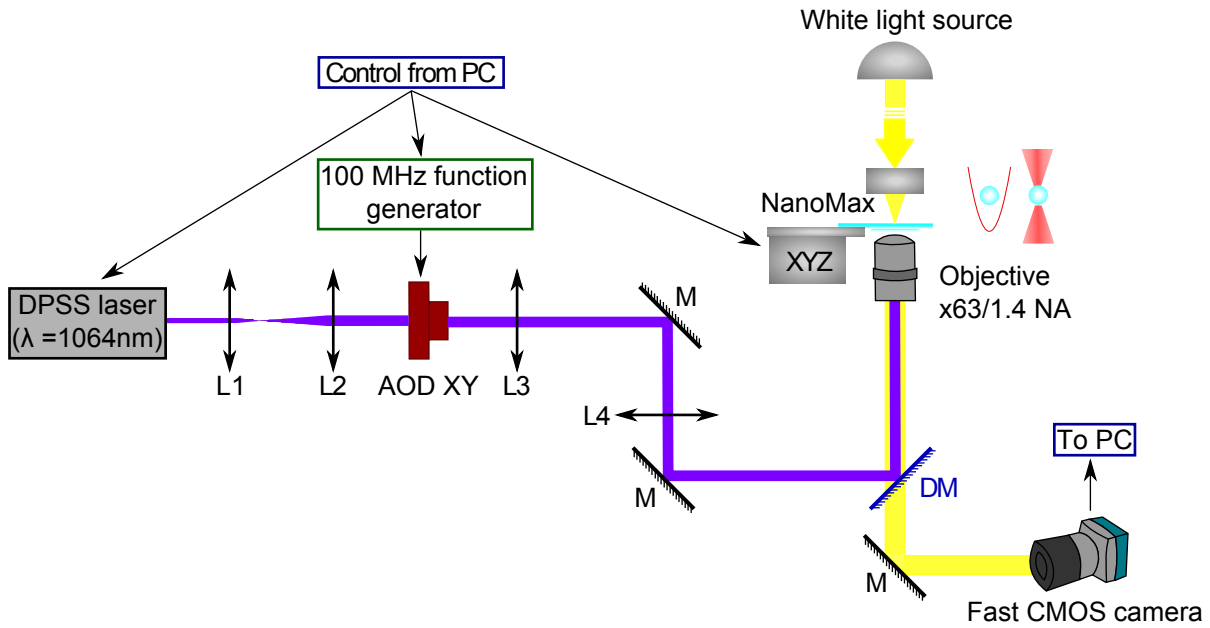 White light source
Control from PC
100 MHz function
generator
NanoMax
XYZ
Objective
x63/1.4 NA
DPSS laser
(λ =1064nm)
M
L1
L2
AOD XY
L3
L4
To PC
M
DM
M
Fast CMOS camera